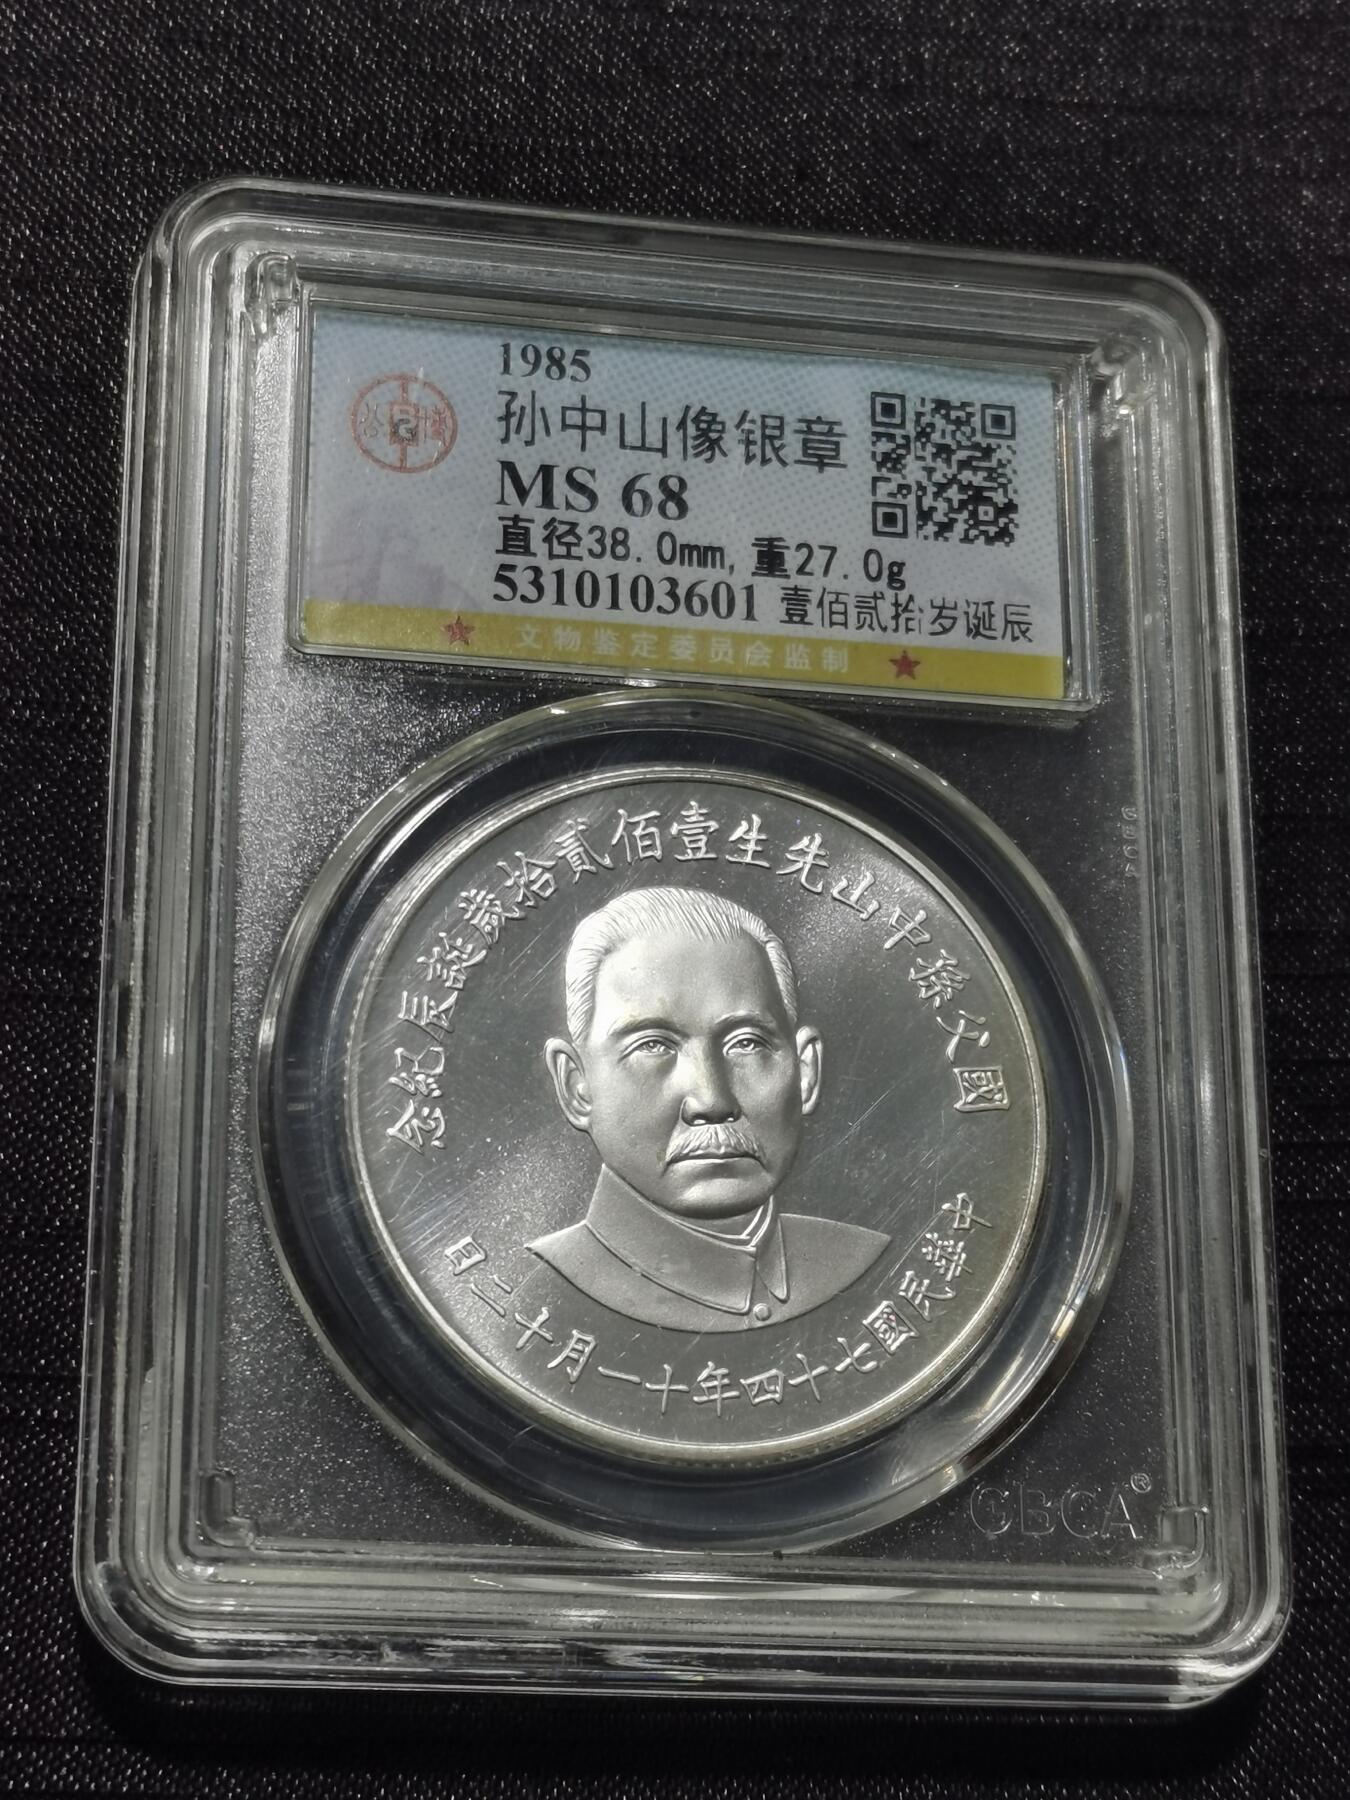 1985
孙中山像银章
MS 68
直径38.0mm,重27.0g
5310103601 壹佰贰拾岁诞辰
文物鉴定委员会监制
國父孫中山先生壹佰貳拾歲誕辰紀念
中華民國七十四年十一月十二日
GBCA®